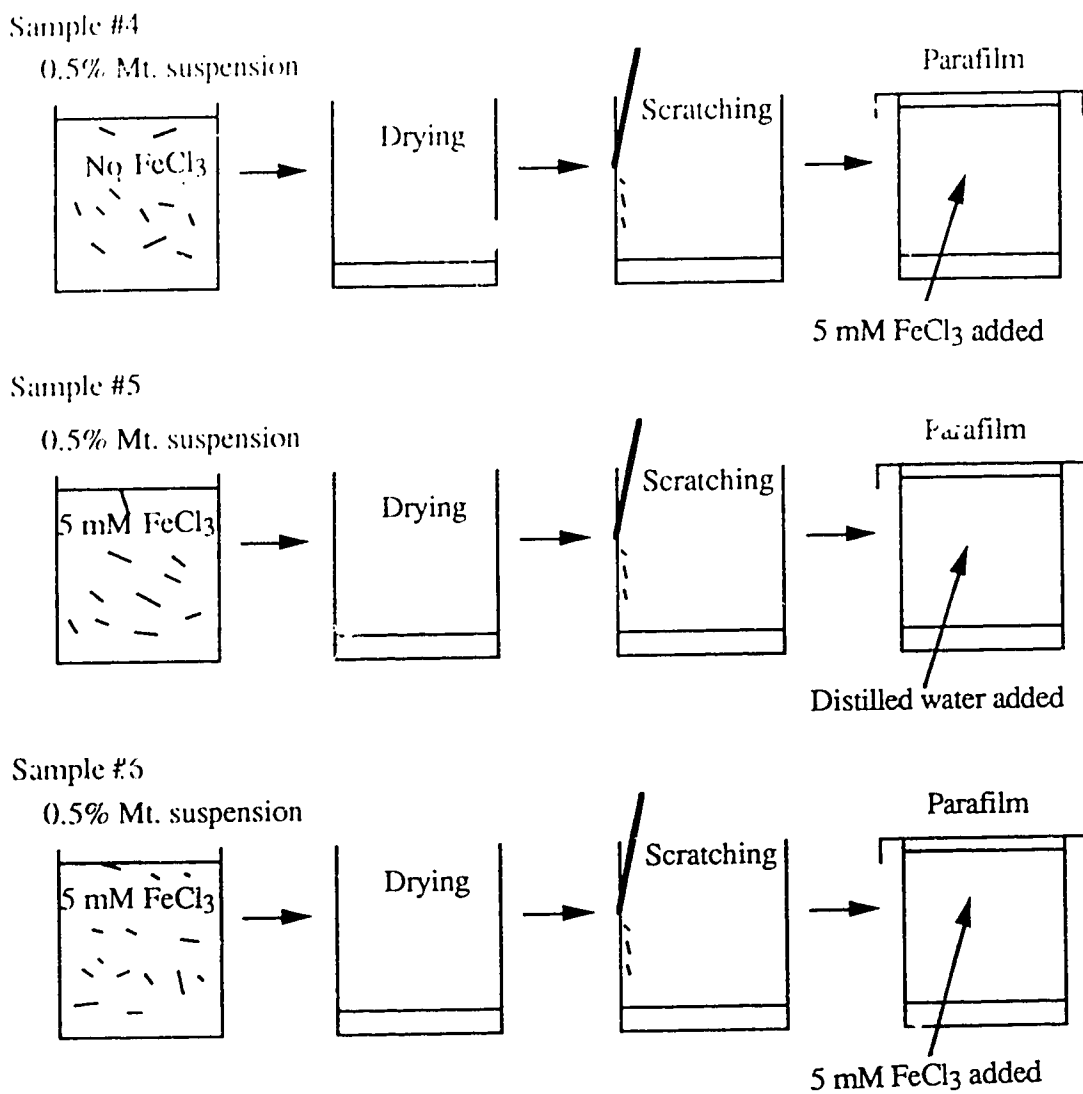 Sample #4
0.5% Mt. suspension
No FeCl3
Drying
Scratching
Parafilm
5 mM FeCl3 added
Sample #5
0.5% Mt. suspension
5 mM FeCl3
Drying
Scratching
Parafilm
Distilled water added
Sample #6
0.5% Mt. suspension
5 mM FeCl3
Drying
Scratching
Parafilm
5 mM FeCl3 added